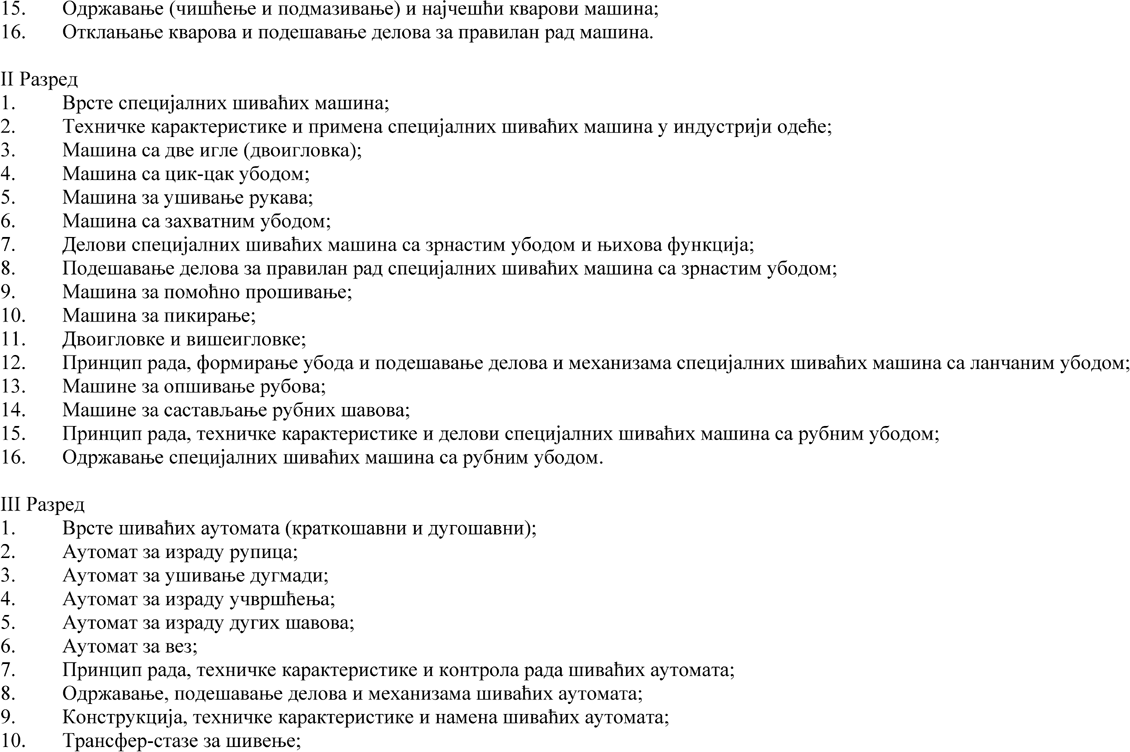 15. Одржавање (чишћење и подмазивање) и најчешћи кварови машина;
16. Отклањање кварова и подешавање делова за правилан рад машина.
II Разред
1. Врсте специјалних шиваћих машина;
2. Техничке карактеристике и примена специјалних шиваћих машина у индустрији одеће;
3. Машина са две игле (двоигловка);
4. Машина са цик-цак убодом;
5. Машина за ушивање рукава;
6. Машина са захватним убодом;
7. Делови специјалних шиваћих машина са зрнастим убодом и њихова функција;
8. Подешавање делова за правилан рад специјалних шиваћих машина са зрнастим убодом;
9. Машина за помоћно прошивање;
10. Машина за пикирање;
11. Двоигловке и вишеигловке;
12. Принцип рада, формирање убода и подешавање делова и механизама специјалних шиваћих машина са ланчаним убодом;
13. Машине за опшивање рубова;
14. Машине за састављање рубних шавова;
15. Принцип рада, техничке карактеристике и делови специјалних шиваћих машина са рубним убодом;
16. Одржавање специјалних шиваћих машина са рубним убодом.
III Разред
1. Врсте шиваћих аутомата (краткошавни и дугошавни);
2. Аутомат за израду рупица;
3. Аутомат за ушивање дугмади;
4. Аутомат за израду учвршћења;
5. Аутомат за израду дугих шавова;
6. Аутомат за вез;
7. Принцип рада, техничке карактеристике и контрола рада шиваћих аутомата;
8. Одржавање, подешавање делова и механизама шиваћих аутомата;
9. Конструкција, техничке карактеристике и намена шиваћих аутомата;
10. Трансфер-стазе за шивење;